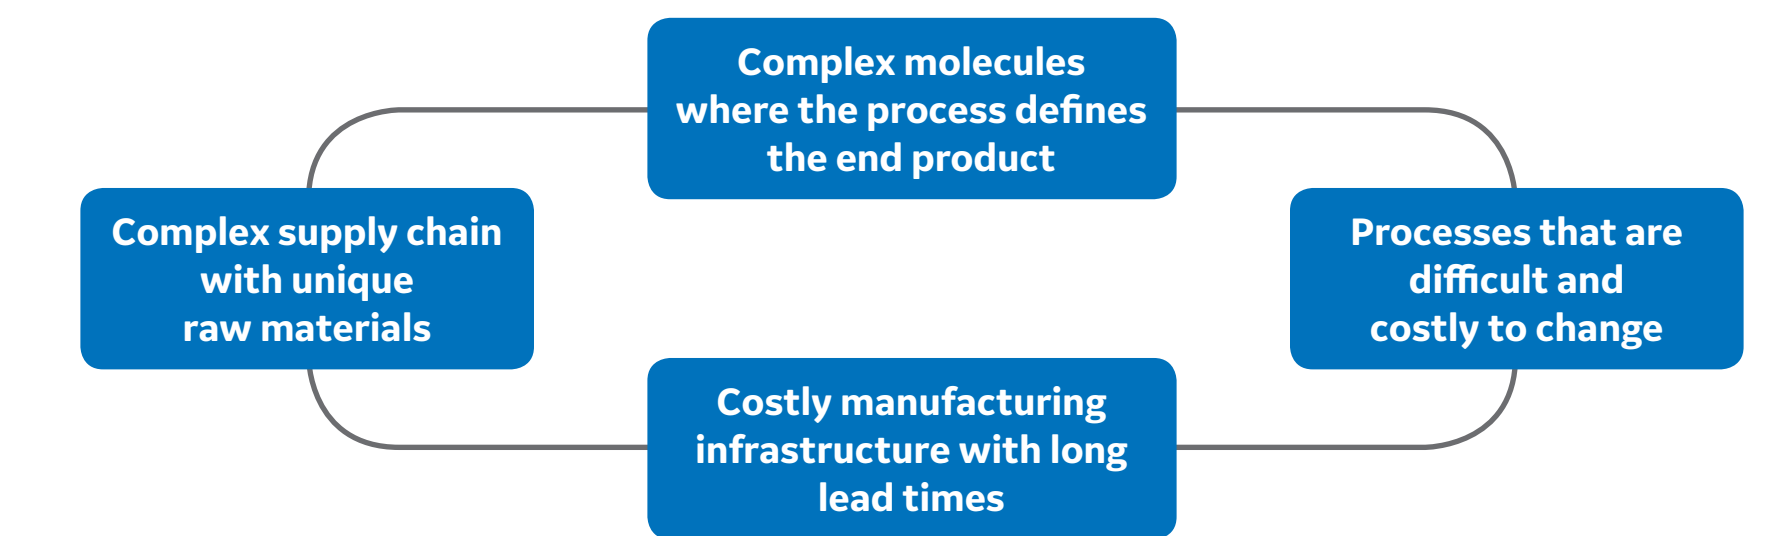 Complex molecules
where the process defines
the end product
Complex supply chain
with unique
raw materials
Processes that are
difficult and
costly to change
Costly manufacturing
infrastructure with long
lead times